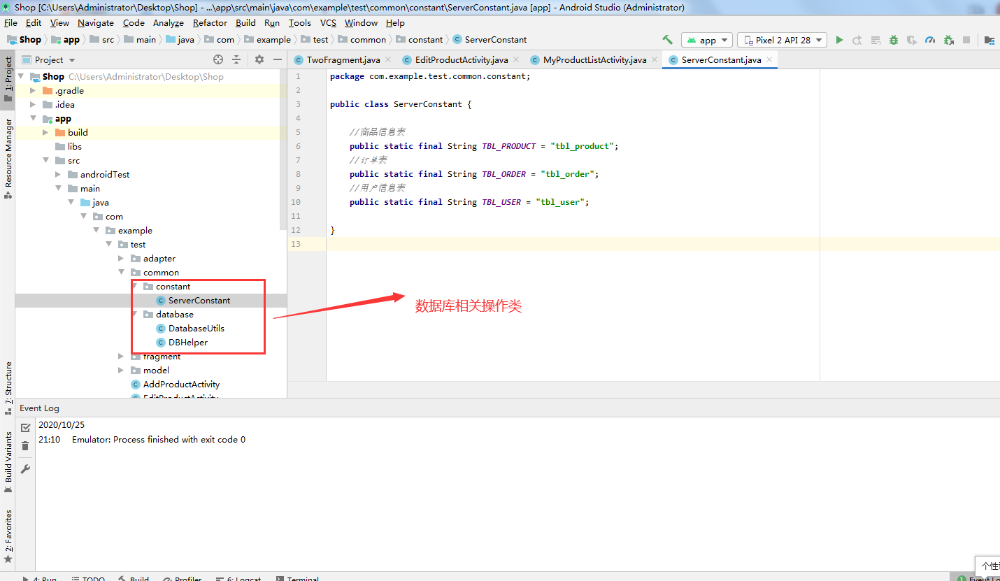 Shop [C:\Users\Administrator\Desktop\Shop] - ...\app\src\main\java\com\example\test\common\constant\ServerConstant.java [app] - Android Studio (Administrator)
File Edit View Navigate Code Analyze Refactor Build Run Tools VCS Window Help
Shop app src main java com example test common constant ServerConstant app Pixel 2 API 28
1: Project
Resource Manager
7: Structure
Build Variants
2: Favorites
Project
Shop C:\Users\Administrator\Desktop\Shop
.gradle
.idea
app
build
libs
src
androidTest
main
java
com
example
test
adapter
common
constant
ServerConstant
database
DatabaseUtils
DBHelper
fragment
model
AddProductActivity
EditProductActivity
TwoFragment.java EditProductActivity.java MyProductListActivity.java ServerConstant.java
1 package com.example.test.common.constant;
2
3 public class ServerConstant {
4
5 //商品信息表
6 public static final String TBL_PRODUCT = "tbl_product";
7 //订单表
8 public static final String TBL_ORDER = "tbl_order";
9 //用户信息表
10 public static final String TBL_USER = "tbl_user";
11
12 }
13
数据库相关操作类
Event Log
2020/10/25
21:10 Emulator: Process finished with exit code 0
个性
4: Run TODO Build Profiler 6: Logcat Terminal 1 Event Lo